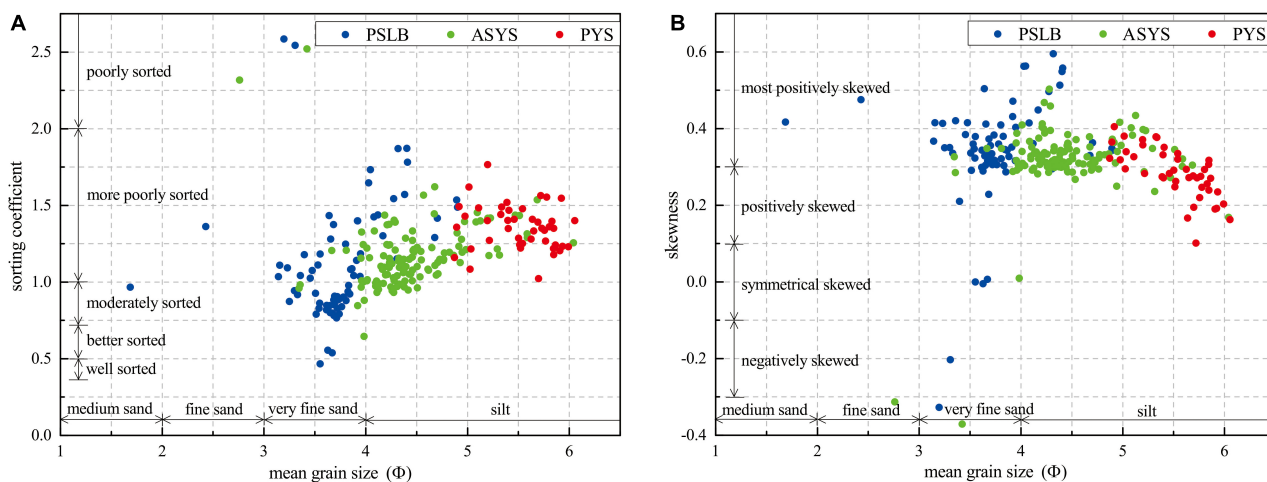 A
PSLB ASYS PYS
2.5
poorly sorted
2.0
more poorly sorted
1.5
1.0
moderately sorted
better sorted
0.5
well sorted
medium sand fine sand very fine sand silt
0.0
1 2 3 4 5 6
mean grain size (Φ)
sorting coefficient
B
PSLB ASYS PYS
0.6
most positively skewed
0.4
positively skewed
0.2
0.0
symmetrical skewed
negatively skewed
-0.2
medium sand fine sand very fine sand silt
-0.4
1 2 3 4 5 6
mean grain size (Φ)
skewness